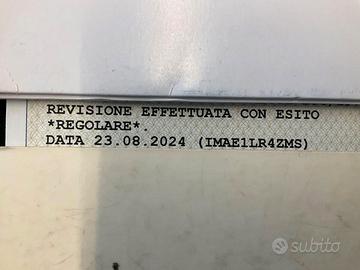 REVISIONE EFFETTUATA CON ESITO
*REGOLARE*.
DATA 23.08.2024 (IMAE1LR4ZMS)
subito